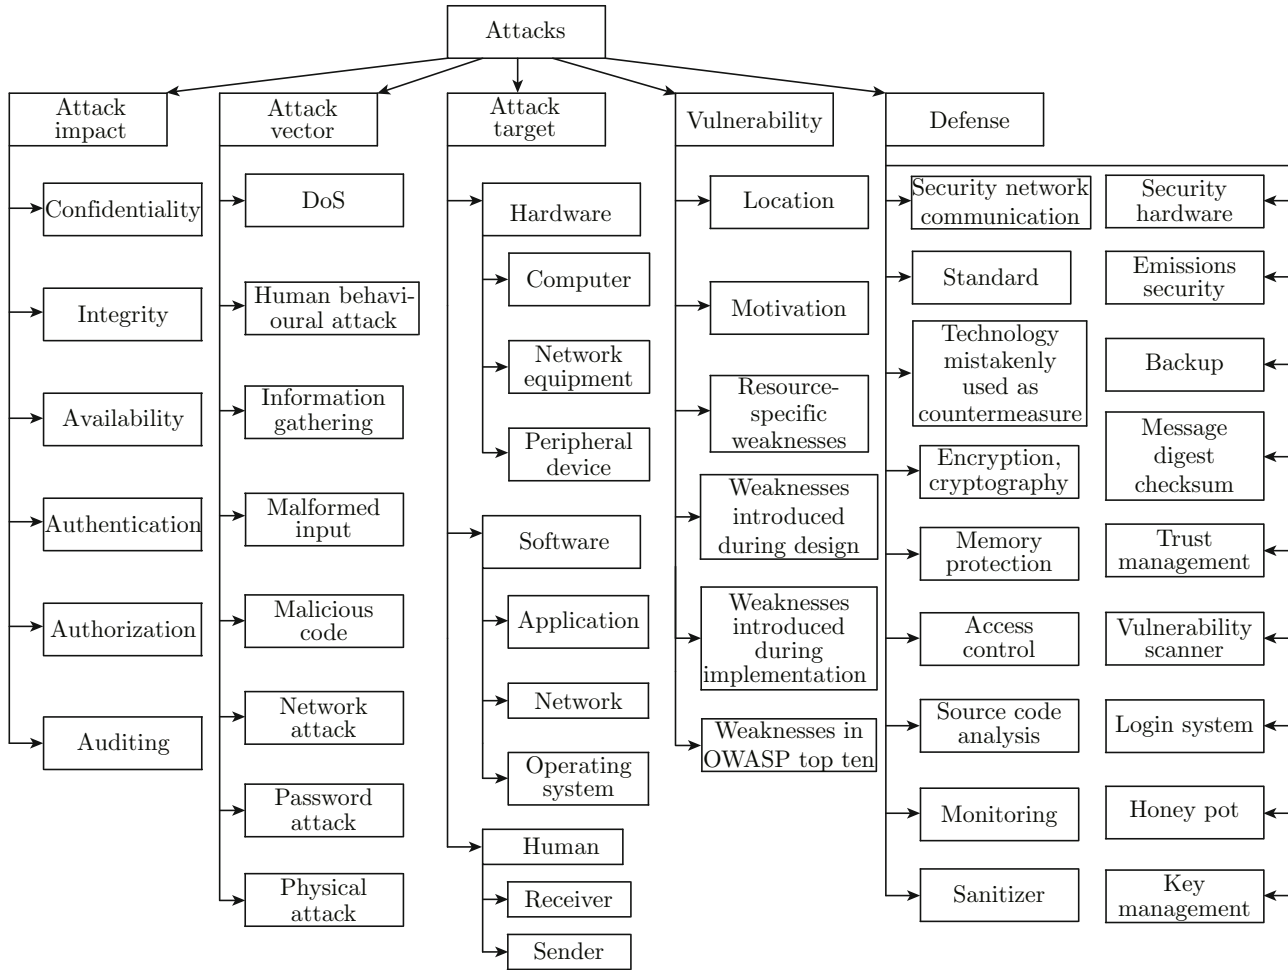 Attacks
Attack
impact
Attack
vector
Attack
target
Vulnerability
Defense
Confidentiality
Integrity
Availability
Authentication
Authorization
Auditing
DoS
Human behavi-
oural attack
Information
gathering
Malformed
input
Malicious
code
Network
attack
Password
attack
Physical
attack
Hardware
Computer
Network
equipment
Peripheral
device
Software
Application
Network
Operating
system
Human
Receiver
Sender
Location
Motivation
Resource-
specific
weaknesses
Weaknesses
introduced
during design
Weaknesses
introduced
during
implementation
Weaknesses in
OWASP top ten
Security network
communication
Standard
Technology
mistakenly
used as
countermeasure
Encryption,
cryptography
Memory
protection
Access
control
Source code
analysis
Monitoring
Sanitizer
Security
hardware
Emissions
security
Backup
Message
digest
checksum
Trust
management
Vulnerability
scanner
Login system
Honey pot
Key
management